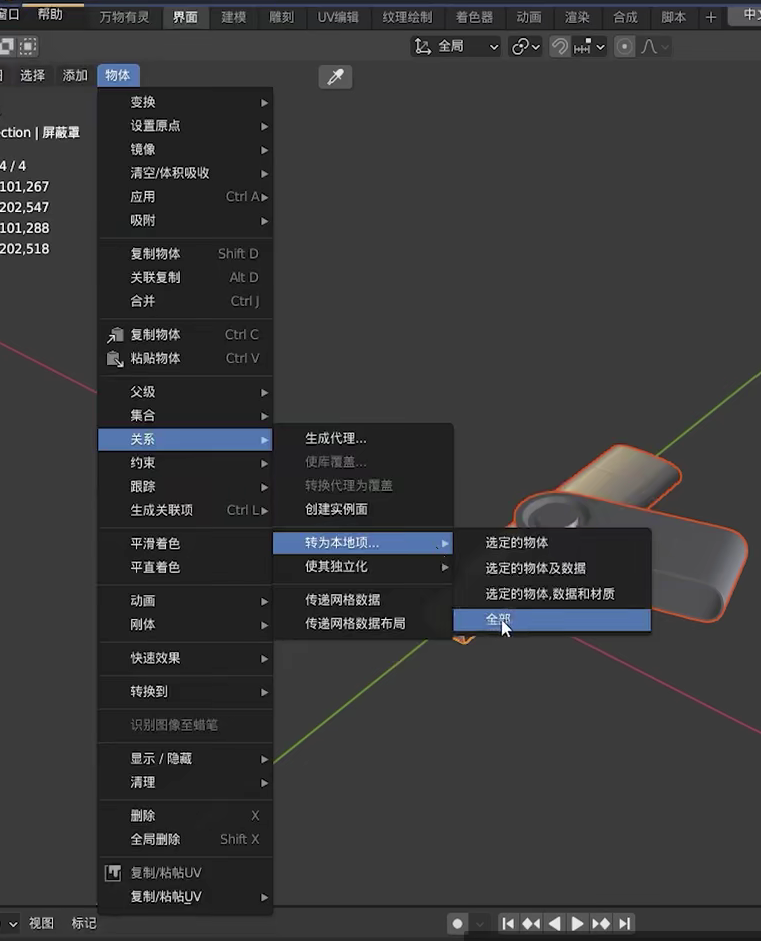 窗口 帮助 万物有灵 界面 建模 雕刻 UV编辑 纹理绘制 着色器 动画 渲染 合成 脚本 + 中文
全局
选择 添加 物体
ction | 屏蔽罩
4 / 4
101,267
202,547
101,288
202,518
变换
设置原点
镜像
清空/体积吸收
应用 Ctrl A
吸附
复制物体 Shift D
关联复制 Alt D
合并 Ctrl J
复制物体 Ctrl C
粘贴物体 Ctrl V
父级
集合
关系
约束
跟踪
生成关联项 Ctrl L
平滑着色
平直着色
动画
刚体
快速效果
转换到
识别图像至蜡笔
显示 / 隐藏
清理
删除 X
全局删除 Shift X
复制/粘帖UV
复制/粘帖UV
生成代理...
使库覆盖...
转换代理为覆盖
创建实例面
转为本地项...
使其独立化
传递网格数据
传递网格数据布局
选定的物体
选定的物体及数据
选定的物体,数据和材质
全部
视图 标记